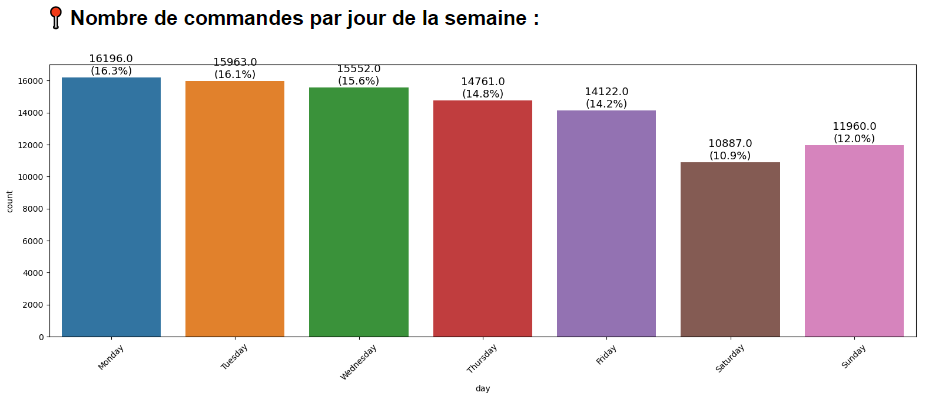 Nombre de commandes par jour de la semaine :
16196.0
(16.3%)
15963.0
(16.1%)
15552.0
(15.6%)
14761.0
(14.8%)
14122.0
(14.2%)
10887.0
(10.9%)
11960.0
(12.0%)
16000
14000
12000
10000
8000
6000
4000
2000
0
count
Monday
Tuesday
Wednesday
Thursday
Friday
Saturday
Sunday
day